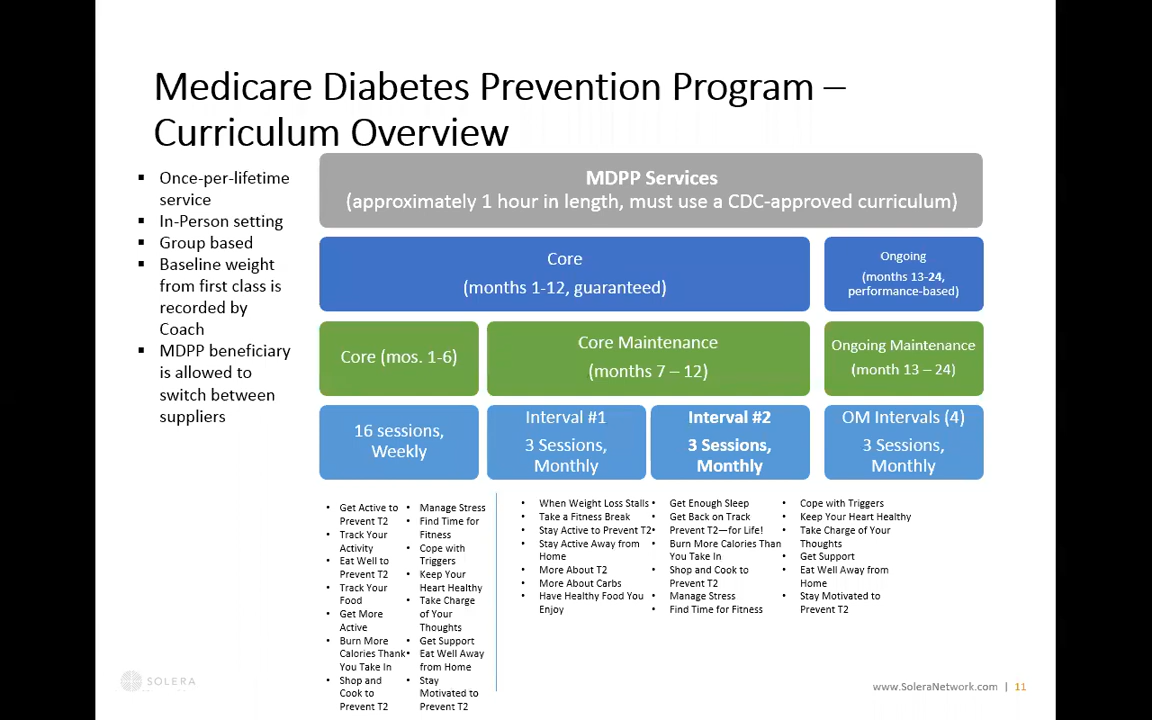 Medicare Diabetes Prevention Program –
Curriculum Overview
▪ Once-per-lifetime
service
▪ In-Person setting
▪ Group based
▪ Baseline weight
from first class is
recorded by
Coach
▪ MDPP beneficiary
is allowed to
switch between
suppliers
MDPP Services
(approximately 1 hour in length, must use a CDC-approved curriculum)
Core
(months 1-12, guaranteed)
Ongoing
(months 13-24,
performance-based)
Core (mos. 1-6)
Core Maintenance
(months 7 – 12)
Ongoing Maintenance
(month 13 – 24)
16 sessions,
Weekly
Interval #1
3 Sessions,
Monthly
Interval #2
3 Sessions,
Monthly
OM Intervals (4)
3 Sessions,
Monthly
• Get Active to
Prevent T2
• Track Your
Activity
• Eat Well to
Prevent T2
• Track Your
Food
• Get More
Active
• Burn More
Calories Than
You Take In
• Shop and
Cook to
Prevent T2
• Manage Stress
• Find Time for
Fitness
• Cope with
Triggers
• Keep Your
Heart Healthy
• Take Charge
of Your
Thoughts
• Get Support
• Eat Well Away
from Home
• Stay
Motivated to
Prevent T2
• When Weight Loss Stalls
• Take a Fitness Break
• Stay Active to Prevent T2
• Stay Active Away from
Home
• More About T2
• More About Carbs
• Have Healthy Food You
Enjoy
• Get Enough Sleep
• Get Back on Track
• Prevent T2—for Life!
• Burn More Calories Than
You Take In
• Shop and Cook to
Prevent T2
• Manage Stress
• Find Time for Fitness
• Cope with Triggers
• Keep Your Heart Healthy
• Take Charge of Your
Thoughts
• Get Support
• Eat Well Away from
Home
• Stay Motivated to
Prevent T2
SOLERA
www.SoleraNetwork.com | 11